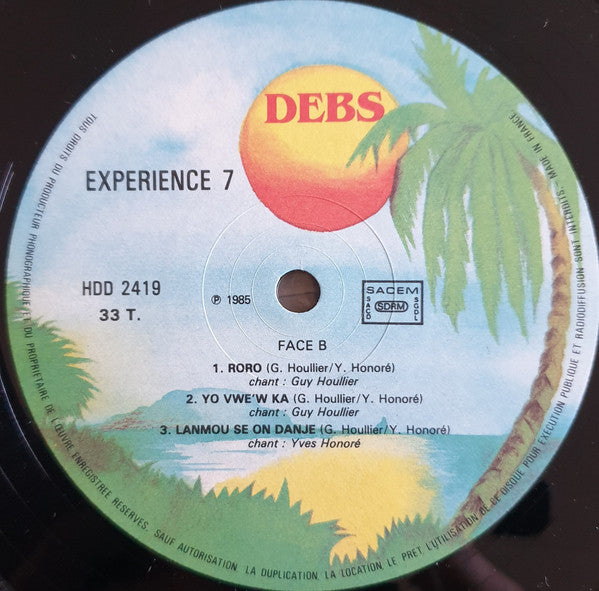 DEBS
EXPERIENCE 7
HDD 2419
33 T.
℗ 1985
SACEM
SACD
SDRM
SGDL
FACE B
1. RORO (G. Houllier/Y. Honoré)
chant : Guy Houllier
2. YO VWE'W KA (G. Houllier/Y. Honoré)
chant : Guy Houllier
3. LANMOU SE ON DANJE (G. Houllier/Y. Honoré)
chant : Yves Honoré
TOUS DROITS DU PRODUCTEUR PHONOGRAPHIQUE ET DU PROPRIETAIRE DE L'ŒUVRE ENREGISTREE RESERVES. SAUF AUTORISATION, LA DUPLICATION, LA LOCATION, LE PRET, L'UTILISATION DE CE DISQUE POUR EXECUTION PUBLIQUE ET RADIODIFFUSION SONT INTERDITS. MADE IN FRANCE